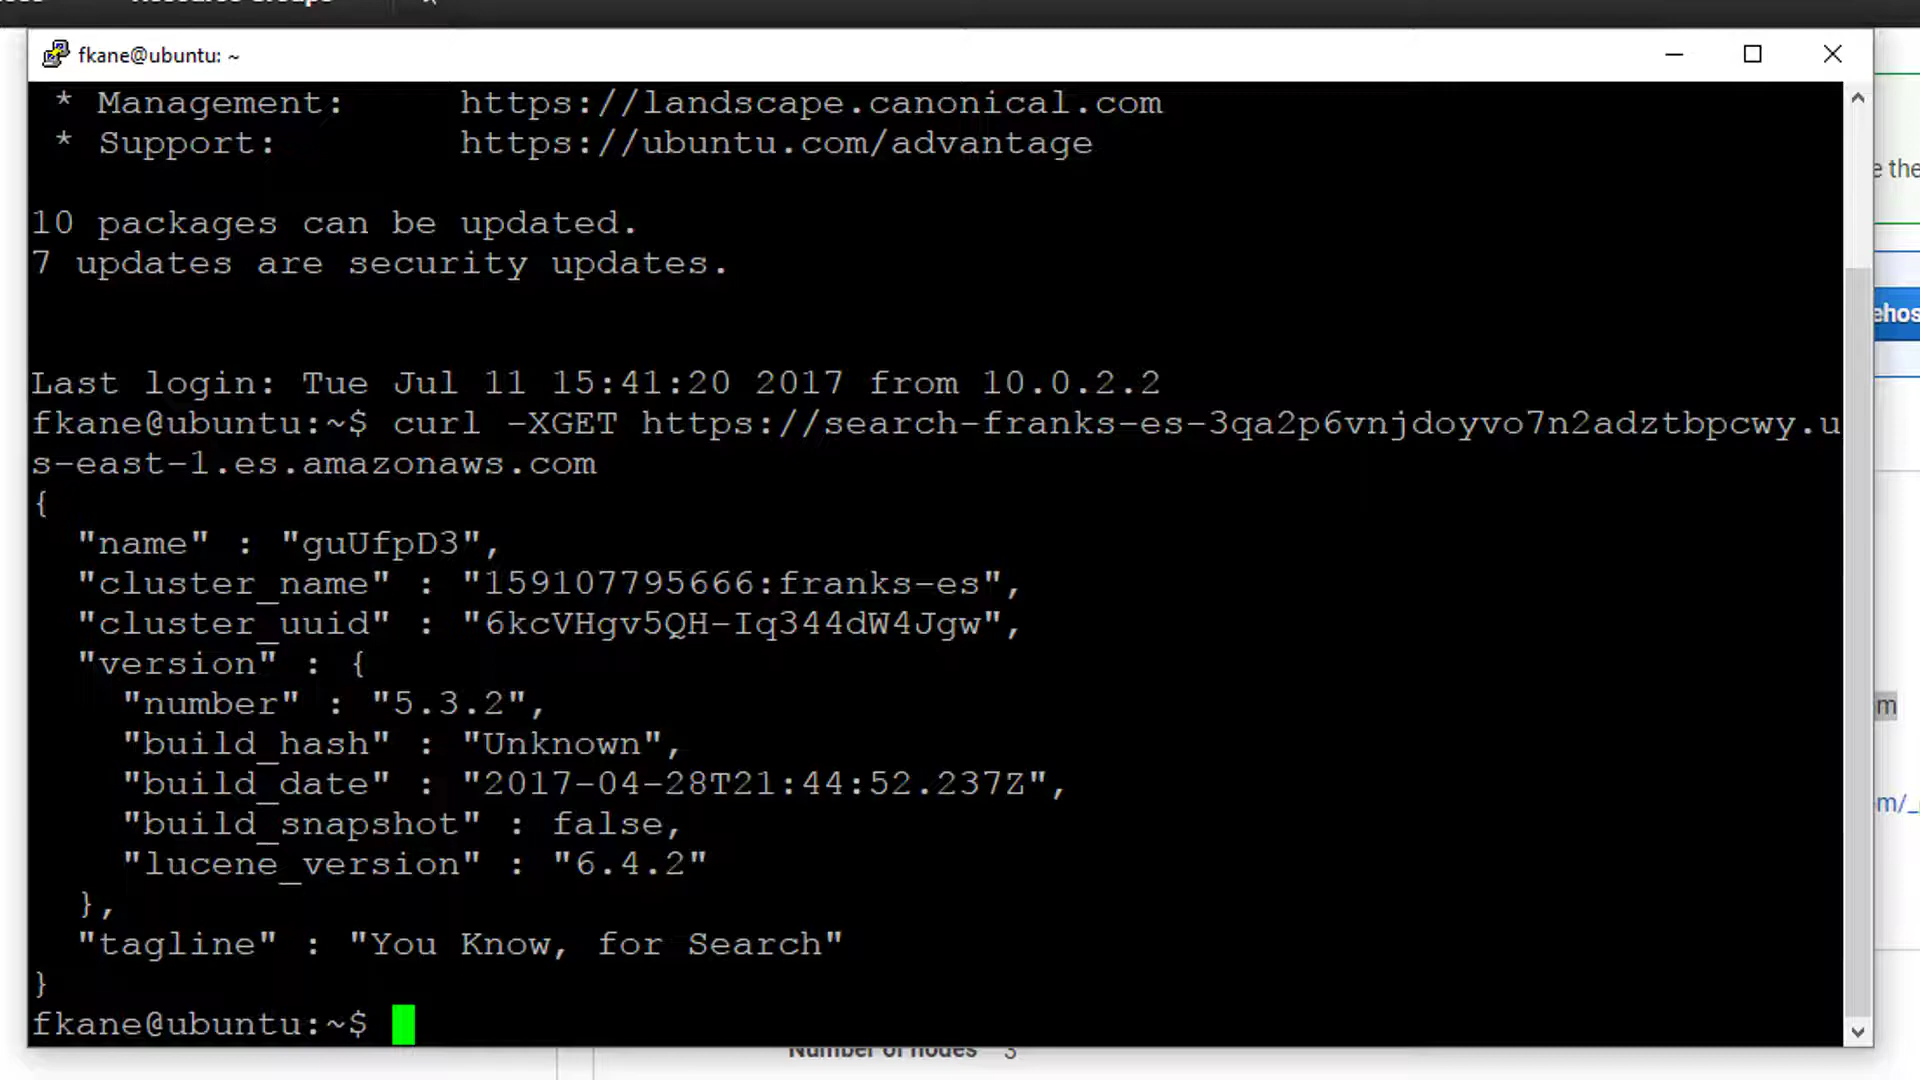 fkane@ubuntu: ~
* Management:      https://landscape.canonical.com
* Support:         https://ubuntu.com/advantage
10 packages can be updated.
7 updates are security updates.
Last login: Tue Jul 11 15:41:20 2017 from 10.0.2.2
fkane@ubuntu:~$ curl -XGET https://search-franks-es-3qa2p6vnjdoyvo7n2adztbpcwy.u
s-east-1.es.amazonaws.com
{
  "name" : "guUfpD3",
  "cluster_name" : "159107795666:franks-es",
  "cluster_uuid" : "6kcVHgv5QH-Iq344dW4Jgw",
  "version" : {
    "number" : "5.3.2",
    "build_hash" : "Unknown",
    "build_date" : "2017-04-28T21:44:52.237Z",
    "build_snapshot" : false,
    "lucene_version" : "6.4.2"
  },
  "tagline" : "You Know, for Search"
}
fkane@ubuntu:~$
Number of nodes 3